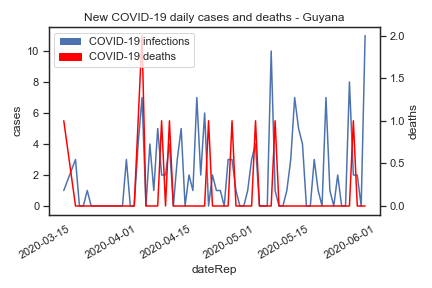 New COVID-19 daily cases and deaths - Guyana
COVID-19 infections
COVID-19 deaths
cases
10
8
6
4
2
0
2.0
1.5
1.0
0.5
0.0
deaths
2020-03-15
2020-04-01
2020-04-15
2020-05-01
2020-05-15
2020-06-01
dateRep